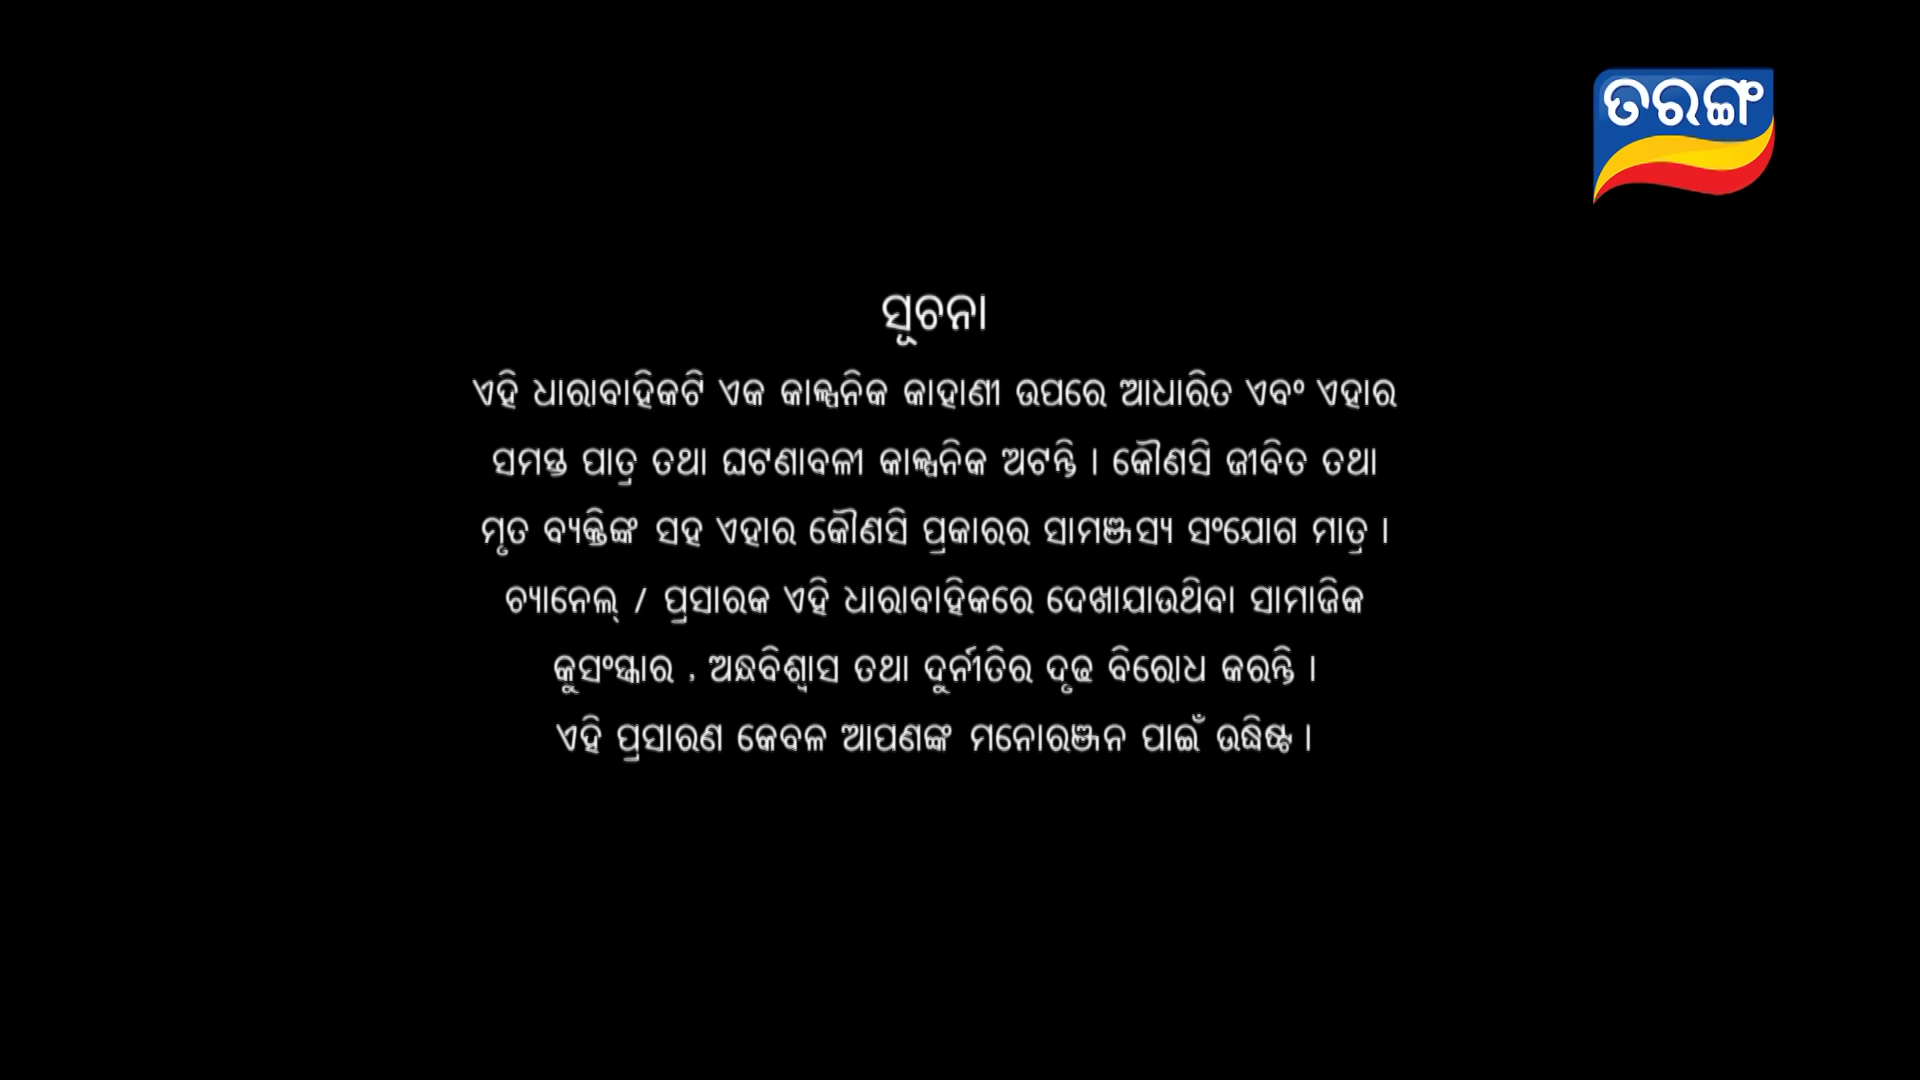 ତରଙ୍ଗ
ସୂଚନା
ଏହି ଧାରାବାହିକଟି ଏକ କାଳ୍ପନିକ କାହାଣୀ ଉପରେ ଆଧାରିତ ଏବଂ ଏହାର
ସମସ୍ତ ପାତ୍ର ତଥା ଘଟଣାବଳୀ କାଳ୍ପନିକ ଅଟନ୍ତି । କୌଣସି ଜୀବିତ ତଥା
ମୃତ ବ୍ୟକ୍ତିଙ୍କ ସହ ଏହାର କୌଣସି ପ୍ରକାରର ସାମଞ୍ଜସ୍ୟ ସଂଯୋଗ ମାତ୍ର ।
ଚ୍ୟାନେଲ୍ / ପ୍ରସାରକ ଏହି ଧାରାବାହିକରେ ଦେଖାଯାଉଥିବା ସାମାଜିକ
କୁସଂସ୍କାର , ଅନ୍ଧବିଶ୍ୱାସ ତଥା ଦୁର୍ନୀତିର ଦୃଢ ବିରୋଧ କରନ୍ତି ।
ଏହି ପ୍ରସାରଣ କେବଳ ଆପଣଙ୍କ ମନୋରଞ୍ଜନ ପାଇଁ ଉଦ୍ଧିଷ୍ଟ ।